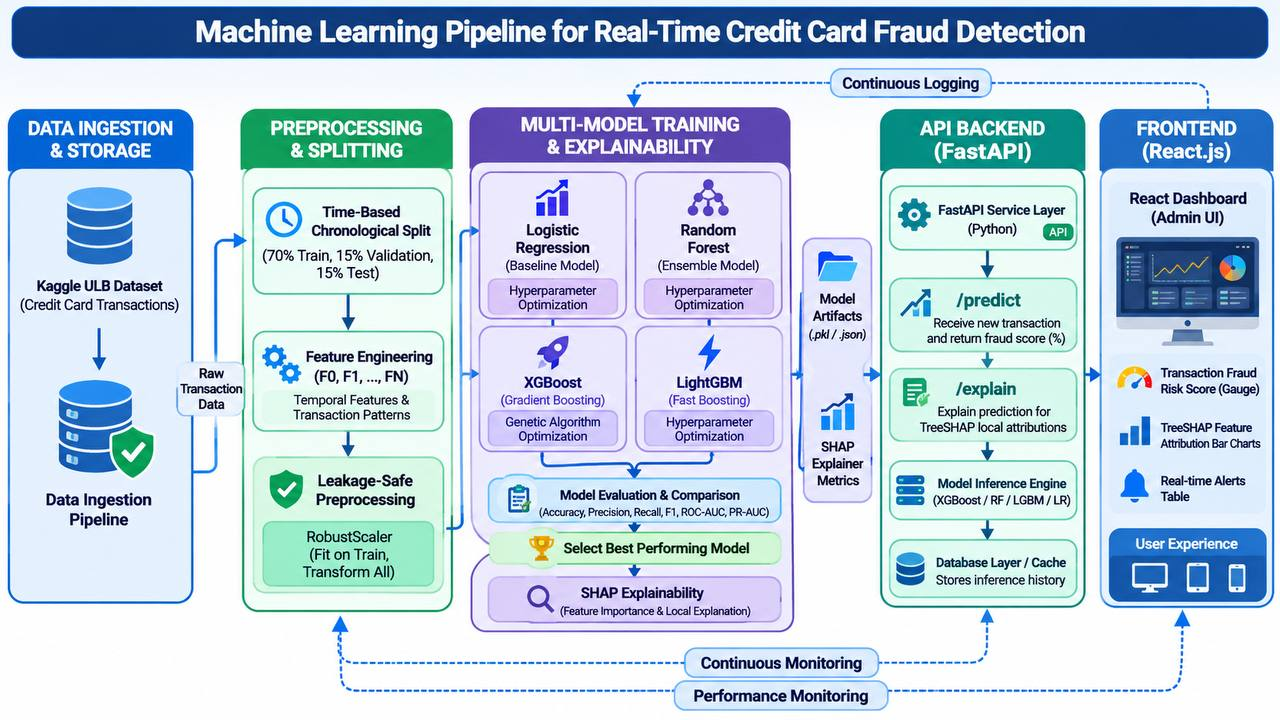 Machine Learning Pipeline for Real-Time Credit Card Fraud Detection
Continuous Logging
DATA INGESTION
& STORAGE
Kaggle ULB Dataset
(Credit Card Transactions)
Data Ingestion
Pipeline
Raw
Transaction
Data
PREPROCESSING
& SPLITTING
Time-Based
Chronological Split
(70% Train, 15% Validation,
15% Test)
Feature Engineering
(F0, F1, ..., FN)
Temporal Features &
Transaction Patterns
Leakage-Safe
Preprocessing
RobustScaler
(Fit on Train,
Transform All)
MULTI-MODEL TRAINING
& EXPLAINABILITY
Logistic
Regression
(Baseline Model)
Hyperparameter
Optimization
Random
Forest
(Ensemble Model)
Hyperparameter
Optimization
XGBoost
(Gradient Boosting)
Genetic Algorithm
Optimization
LightGBM
(Fast Boosting)
Hyperparameter
Optimization
Model Evaluation & Comparison
(Accuracy, Precision, Recall, F1, ROC-AUC, PR-AUC)
Select Best Performing Model
SHAP Explainability
(Feature Importance & Local Explanation)
Model
Artifacts
(.pkl / .json)
SHAP
Explainer
Metrics
API BACKEND
(FastAPI)
FastAPI Service Layer
(Python)
API
/predict
Receive new transaction
and return fraud score (%)
/explain
Explain prediction for
TreeSHAP local attributions
Model Inference Engine
(XGBoost / RF / LGBM / LR)
Database Layer / Cache
Stores inference history
FRONTEND
(React.js)
React Dashboard
(Admin UI)
Transaction Fraud
Risk Score (Gauge)
TreeSHAP Feature
Attribution Bar Charts
Real-time Alerts
Table
User Experience
Continuous Monitoring
Performance Monitoring